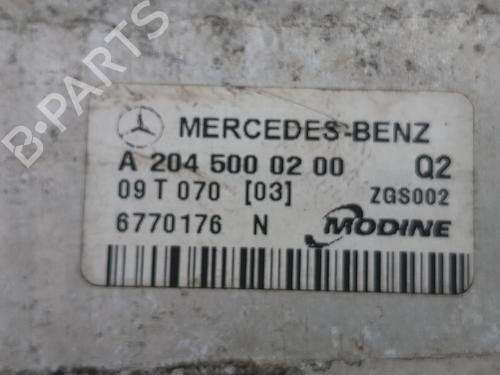 B-PARTS
MERCEDES-BENZ
A 204 500 02 00 Q2
09 T 070 [03] ZGS002
6770176 N MODINE